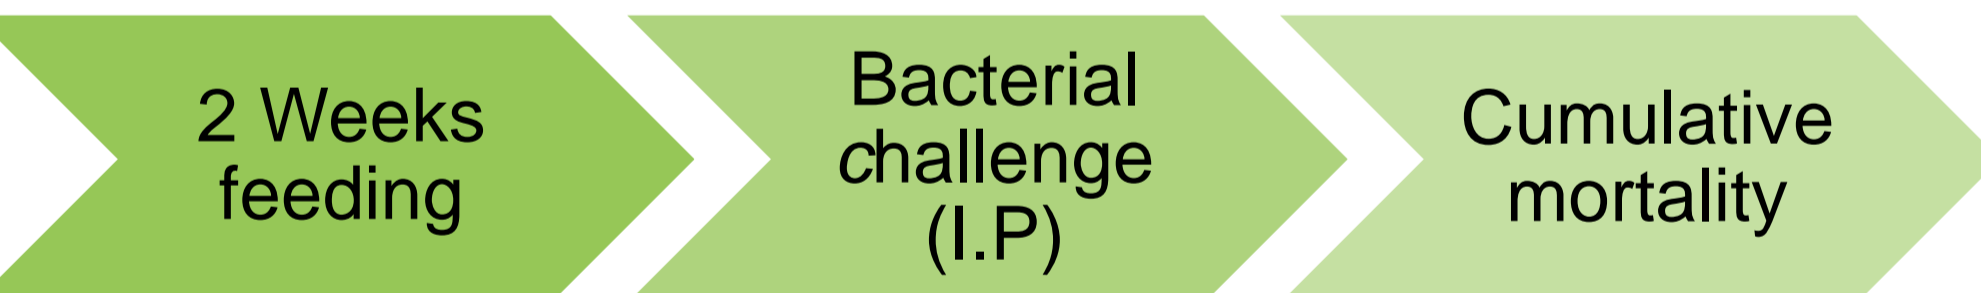 2 Weeks
feeding
Bacterial
challenge
(I.P)
Cumulative
mortality